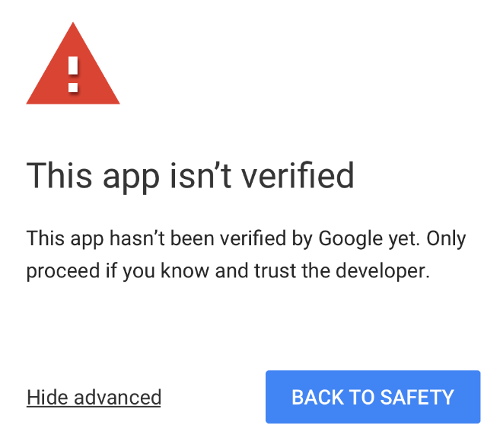 This app isn’t verified
This app hasn’t been verified by Google yet. Only
proceed if you know and trust the developer.
Hide advanced
BACK TO SAFETY